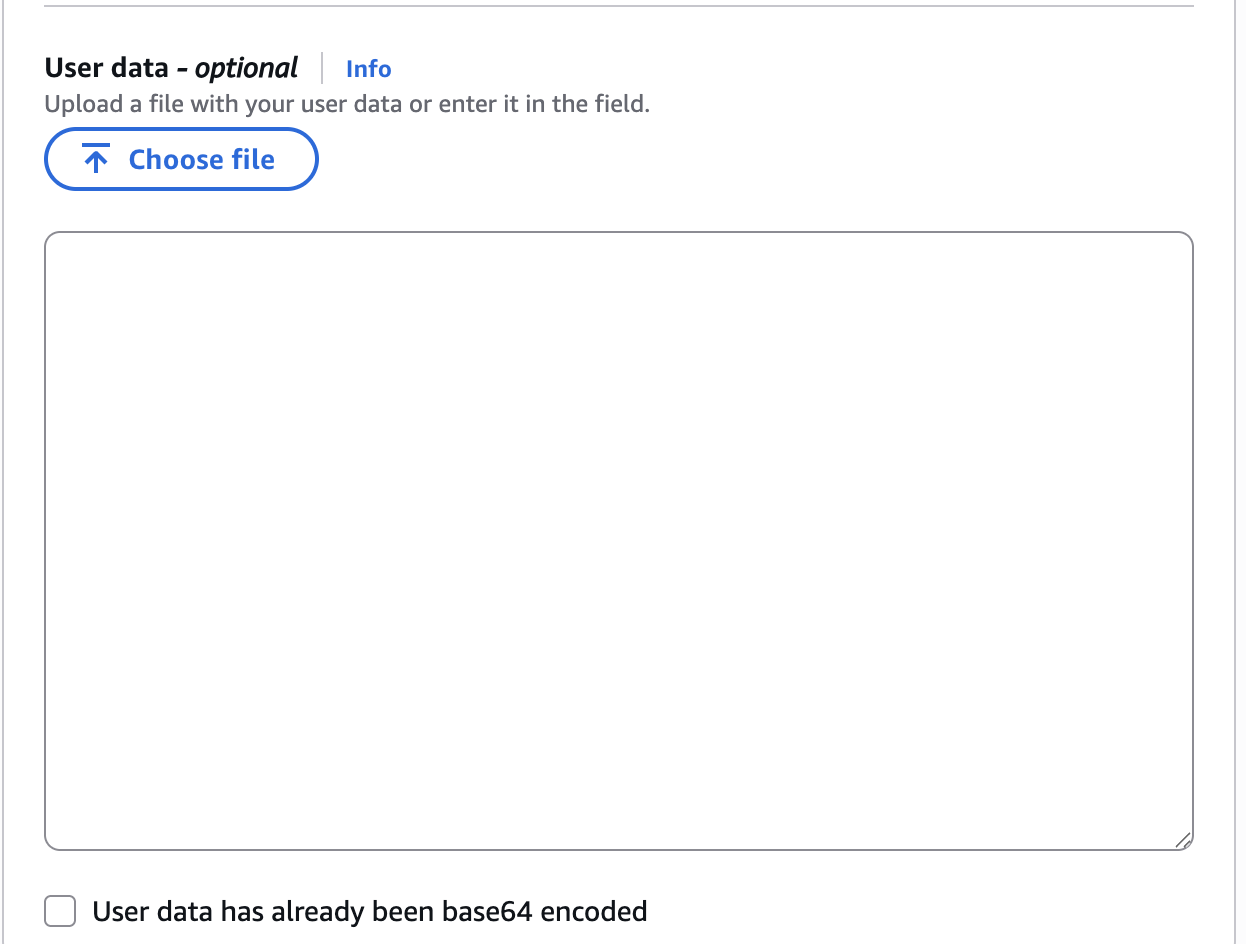 User data - optional Info
Upload a file with your user data or enter it in the field.
Choose file
User data has already been base64 encoded